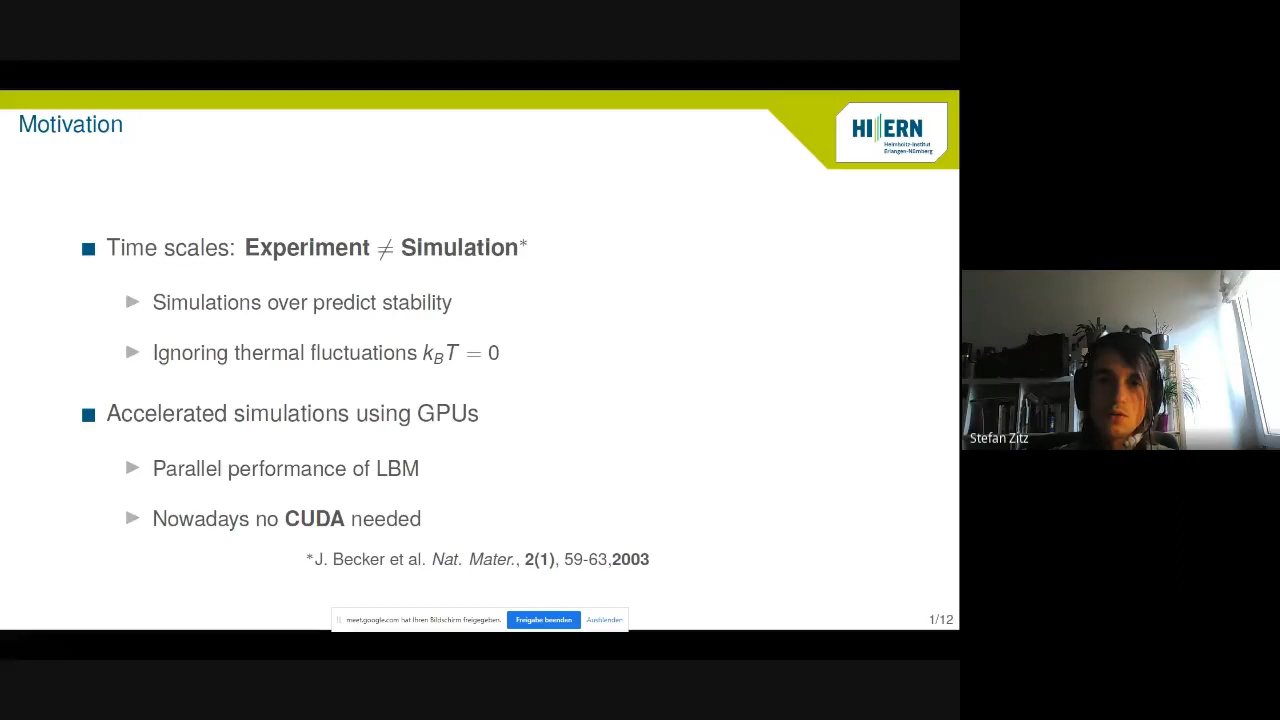 Motivation
HI ERN
Helmholtz-Institut
Erlangen-Nürnberg
■ Time scales: Experiment ≠ Simulation*
▶ Simulations over predict stability
▶ Ignoring thermal fluctuations k_BT = 0
■ Accelerated simulations using GPUs
▶ Parallel performance of LBM
▶ Nowadays no CUDA needed
*J. Becker et al. Nat. Mater., 2(1), 59-63,2003
meet.google.com hat Ihren Bildschirm freigegeben. Freigabe beenden Ausblenden
1/12
Stefan Zitz